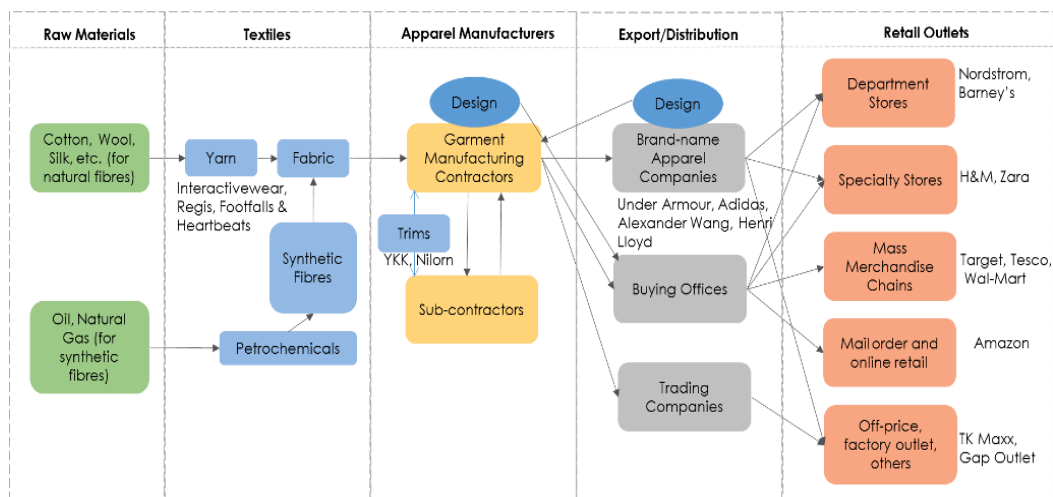 Raw Materials
Textiles
Apparel Manufacturers
Export/Distribution
Retail Outlets
Cotton, Wool,
Silk, etc. (for
natural fibres)
Oil, Natural
Gas (for
synthetic
fibres)
Yarn
Fabric
Interactivewear,
Regis, Footfalls &
Heartbeats
Synthetic
Fibres
Petrochemicals
Design
Garment
Manufacturing
Contractors
Trims
YKK, Nilorn
Sub-contractors
Design
Brand-name
Apparel
Companies
Under Armour, Adidas,
Alexander Wang, Henri
Lloyd
Buying Offices
Trading
Companies
Department
Stores
Nordstrom,
Barney's
Specialty Stores
H&M, Zara
Mass
Merchandise
Chains
Target, Tesco,
Wal-Mart
Mail order and
online retail
Amazon
Off-price,
factory outlet,
others
TK Maxx,
Gap Outlet